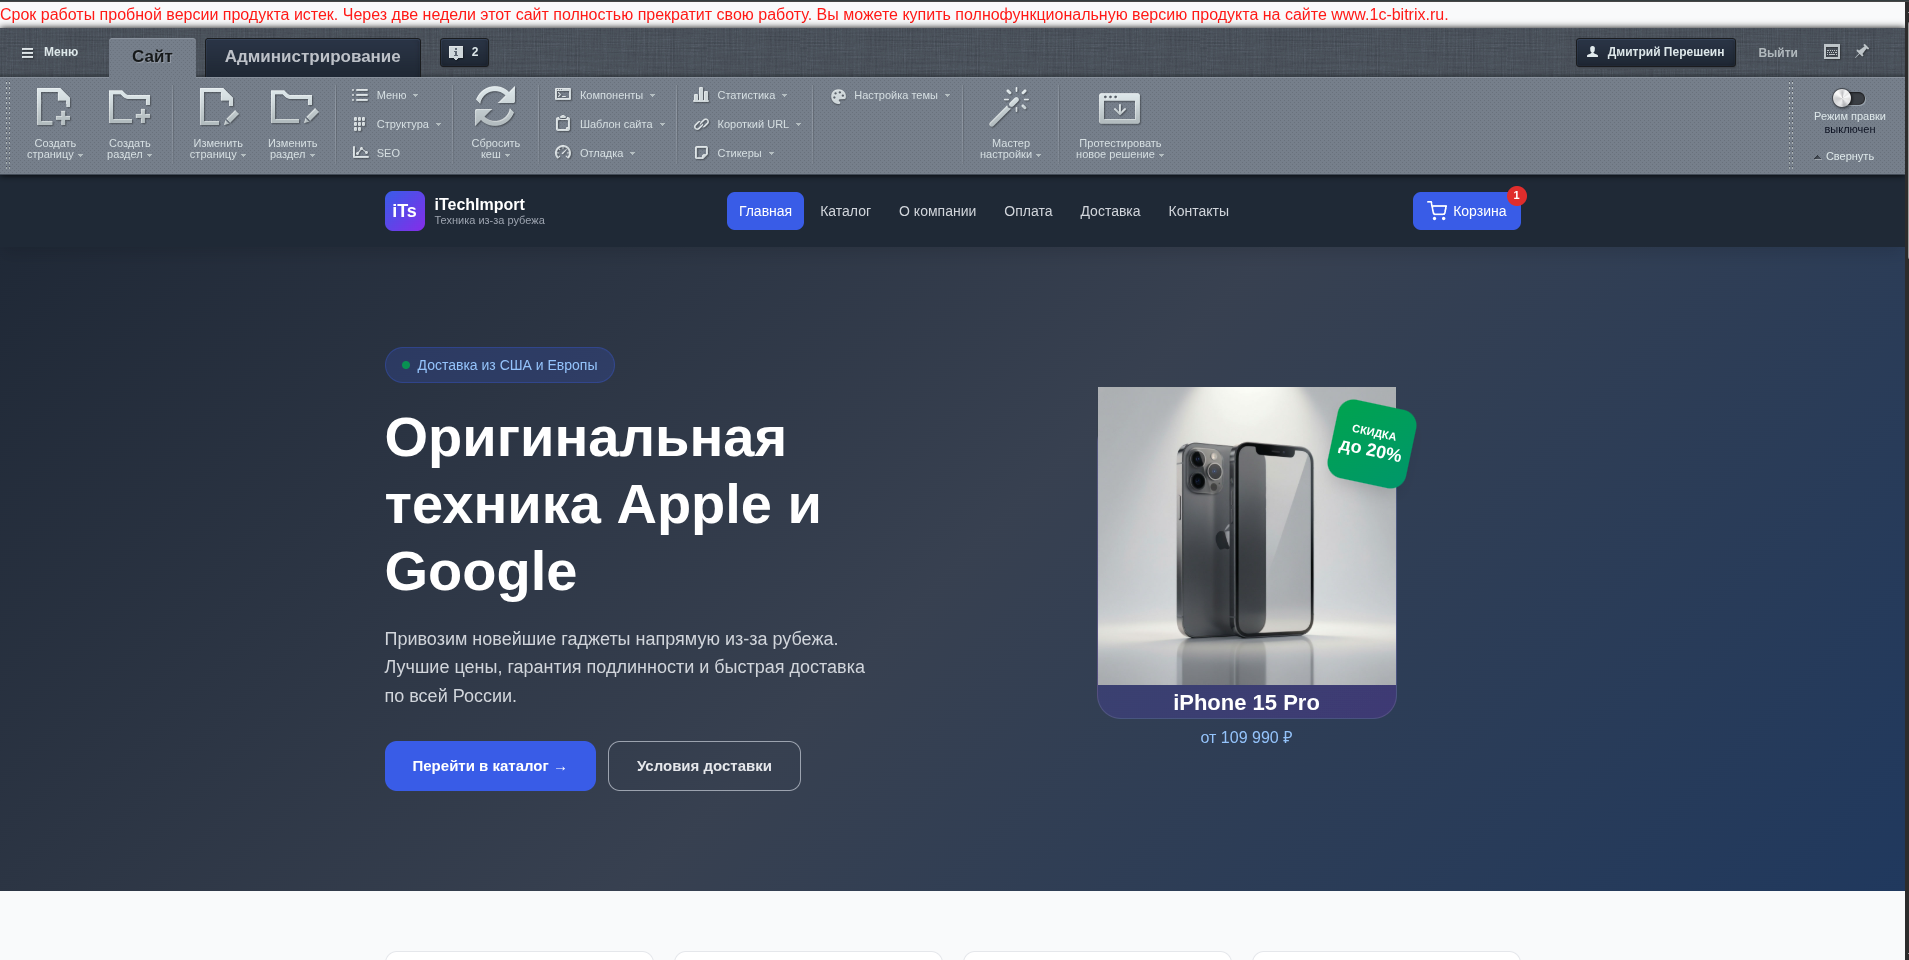 Срок работы пробной версии продукта истек. Через две недели этот сайт полностью прекратит свою работу. Вы можете купить полнофункциональную версию продукта на сайте www.1c-bitrix.ru.
Меню
Сайт
Администрирование
2
Дмитрий Перешеин
Выйти
Создать
страницу
Создать
раздел
Изменить
страницу
Изменить
раздел
Меню
Структура
SEO
Сбросить
кеш
Компоненты
Шаблон сайта
Отладка
Статистика
Короткий URL
Стикеры
Настройка темы
Мастер
настройки
Протестировать
новое решение
Режим правки
выключен
Свернуть
iTs
iTechImport
Техника из-за рубежа
Главная
Каталог
О компании
Оплата
Доставка
Контакты
Корзина
1
Доставка из США и Европы
Оригинальная
техника Apple и
Google
Привозим новейшие гаджеты напрямую из-за рубежа.
Лучшие цены, гарантия подлинности и быстрая доставка
по всей России.
Перейти в каталог →
Условия доставки
СКИДКА
до 20%
iPhone 15 Pro
от 109 990 ₽